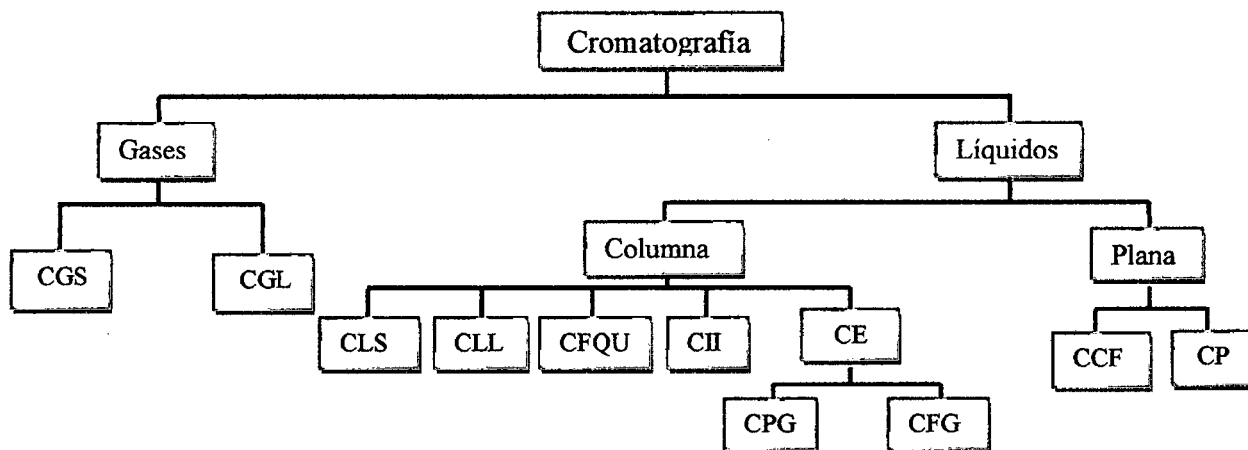 Cromatografía
Gases
Líquidos
Columna
Plana
CGS
CGL
CLS
CLL
CFQU
CII
CE
CCF
CP
CPG
CFG